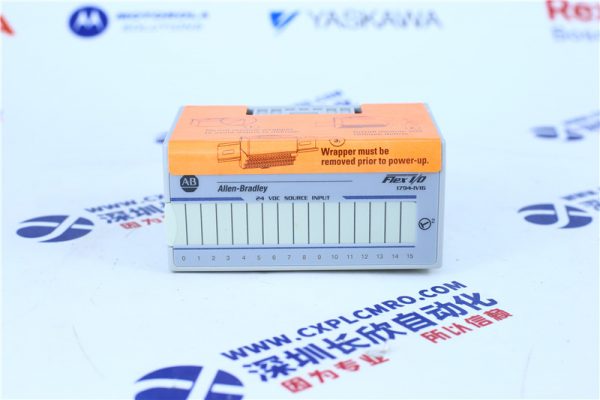 MOTOROLA
SOLUTIONS
YASKAWA
Rex
Bosc
Wrapper must be
removed prior to power-up.
AB
Allen-Bradley
Flex I/O
1794-IV16
24 VDC SOURCE INPUT
0 1 2 3 4 5 6 7 8 9 10 11 12 13 14 15
WWW.CXPLCMRO.COM
深圳长欣自动化
因为专业 所以信赖